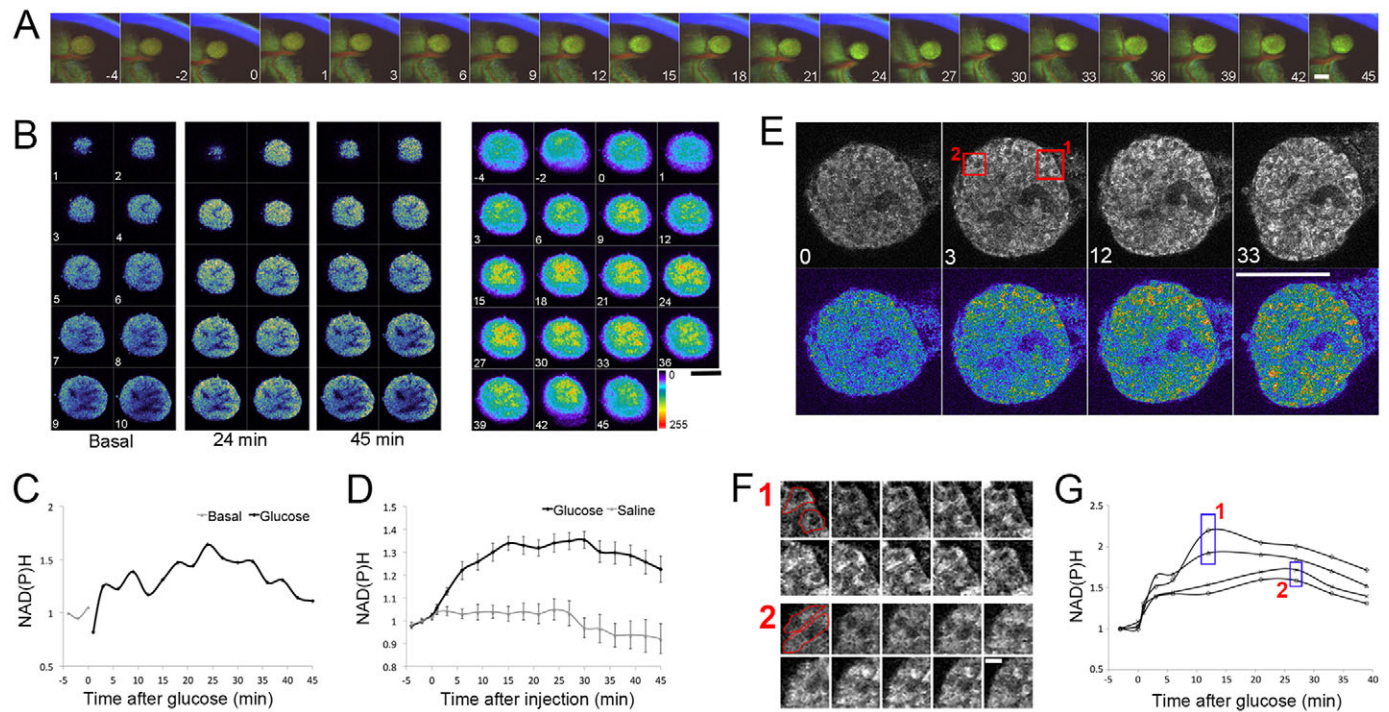 A
-4 -2 0 1 3 6 9 12 15 18 21 24 27 30 33 36 39 42 45
B
1 2
3 4
5 6
7 8
9 10
Basal 24 min 45 min
-4 -2 0 1
3 6 9 12
15 18 21 24
27 30 33 36
39 42 45
0
255
E
2 1
0 3 12 33
C
Basal Glucose
NAD(P)H
2
1.5
1
0.5
-5 0 5 10 15 20 25 30 35 40 45
Time after glucose (min)
D
Glucose Saline
NAD(P)H
1.5
1.4
1.3
1.2
1.1
1.0
0.9
0.8
-5 0 5 10 15 20 25 30 35 40 45
Time after injection (min)
F
1
2
G
NAD(P)H
2.5
2
1.5
1
0.5
1
2
-5 0 5 10 15 20 25 30 35 40
Time after glucose (min)